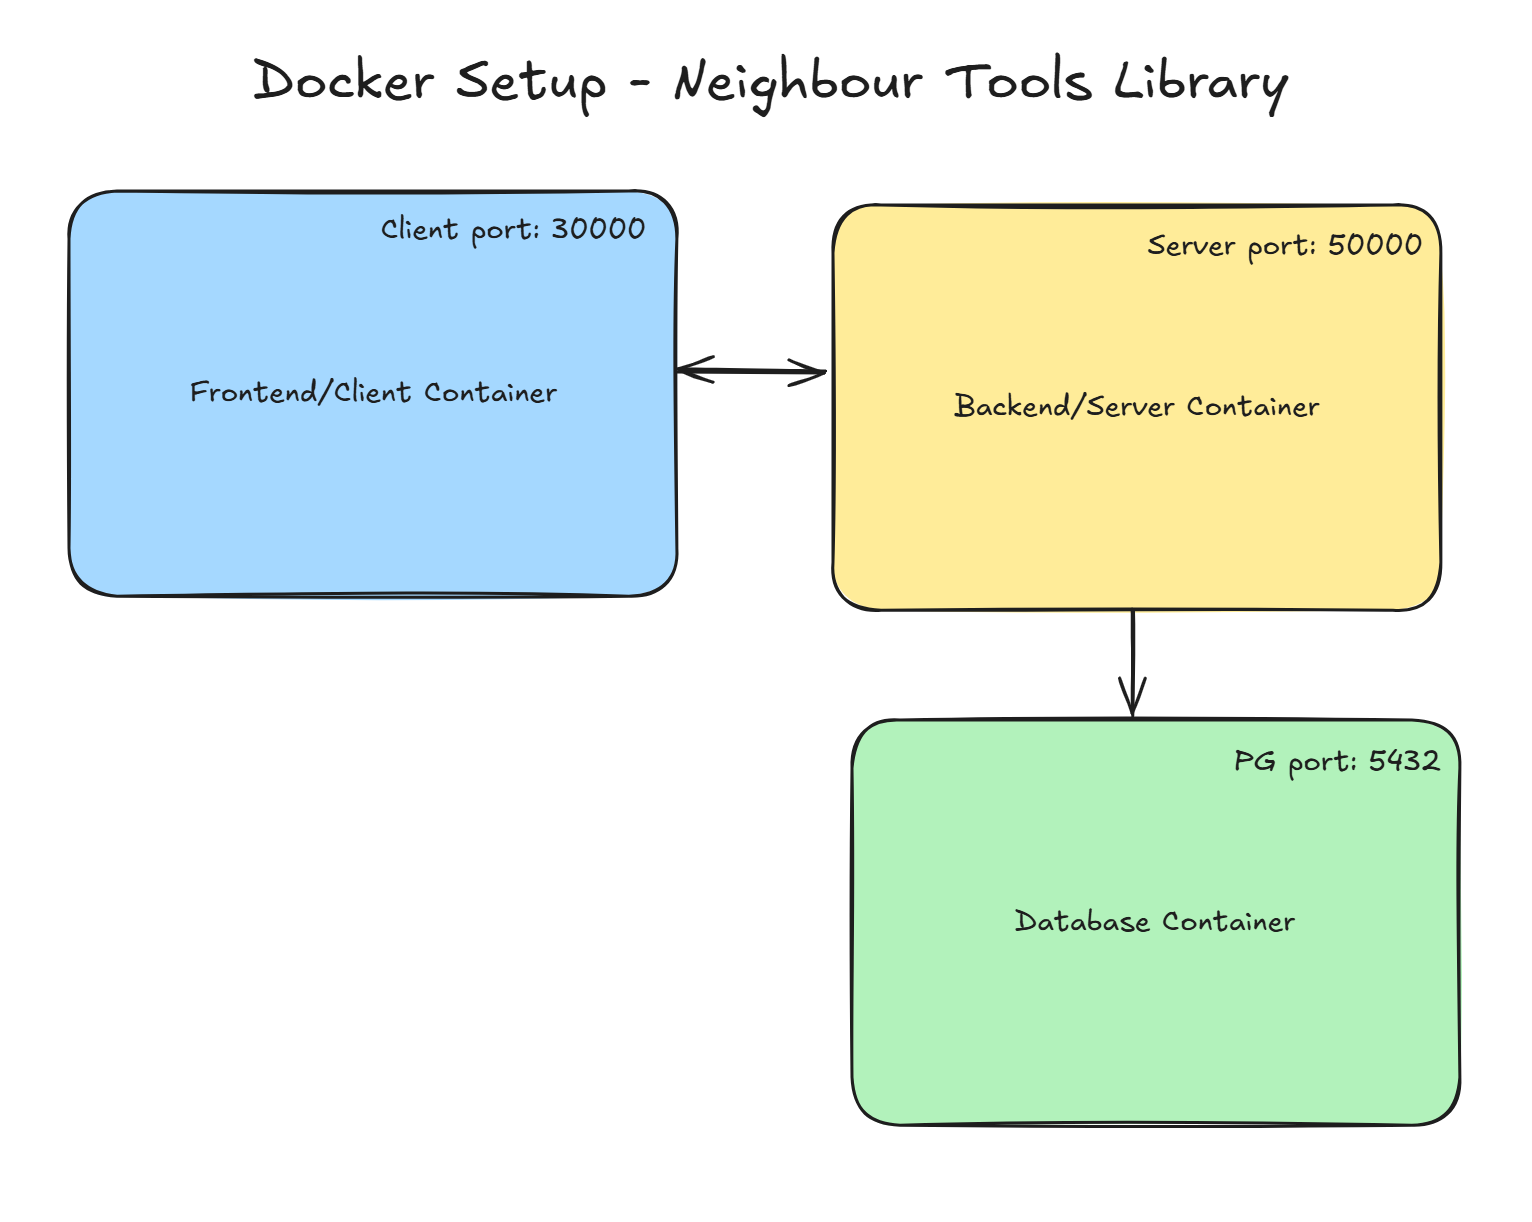 Docker Setup - Neighbour Tools Library
Client port: 30000
Frontend/Client Container
Server port: 50000
Backend/Server Container
PG port: 5432
Database Container